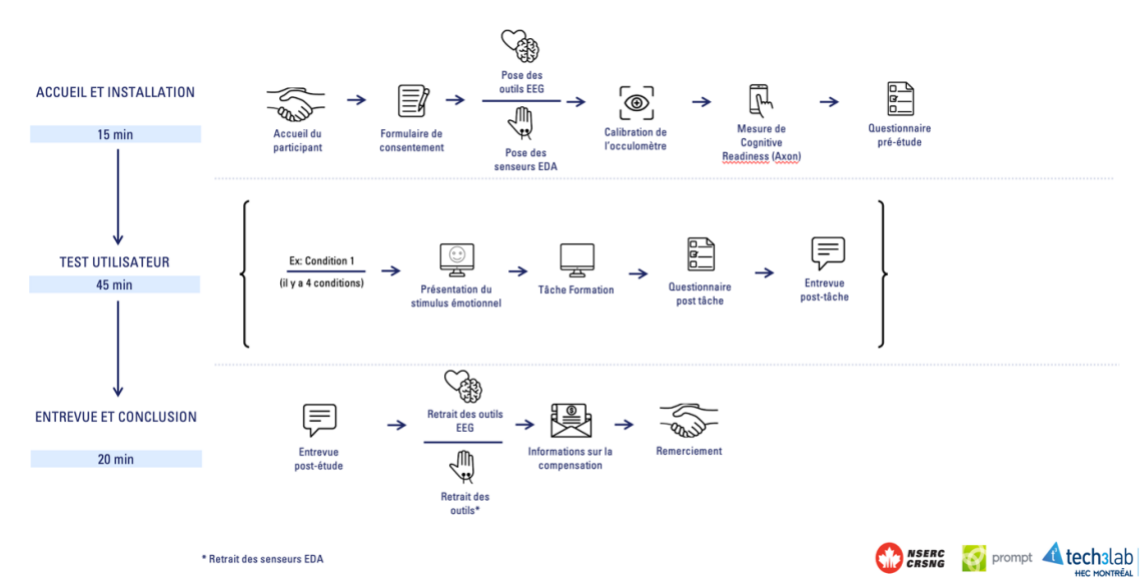 ACCUEIL ET INSTALLATION
15 min
Accueil du
participant
Formulaire de
consentement
Pose des
outils EEG
Pose des
senseurs EDA
Calibration de
l'occulomètre
Mesure de
Cognitive
Readiness (Axon)
Questionnaire
pré-étude
TEST UTILISATEUR
45 min
Ex: Condition 1
(il y a 4 conditions)
Présentation du
stimulus émotionnel
Tâche Formation
Questionnaire
post tâche
Entrevue
post-tâche
ENTREVUE ET CONCLUSION
20 min
Entrevue
post-étude
Retrait des outils
EEG
Retrait des
outils*
Informations sur la
compensation
Remerciement
* Retrait des senseurs EDA
NSERC
CRSNG
prompt
tech3lab
HEC MONTRÉAL